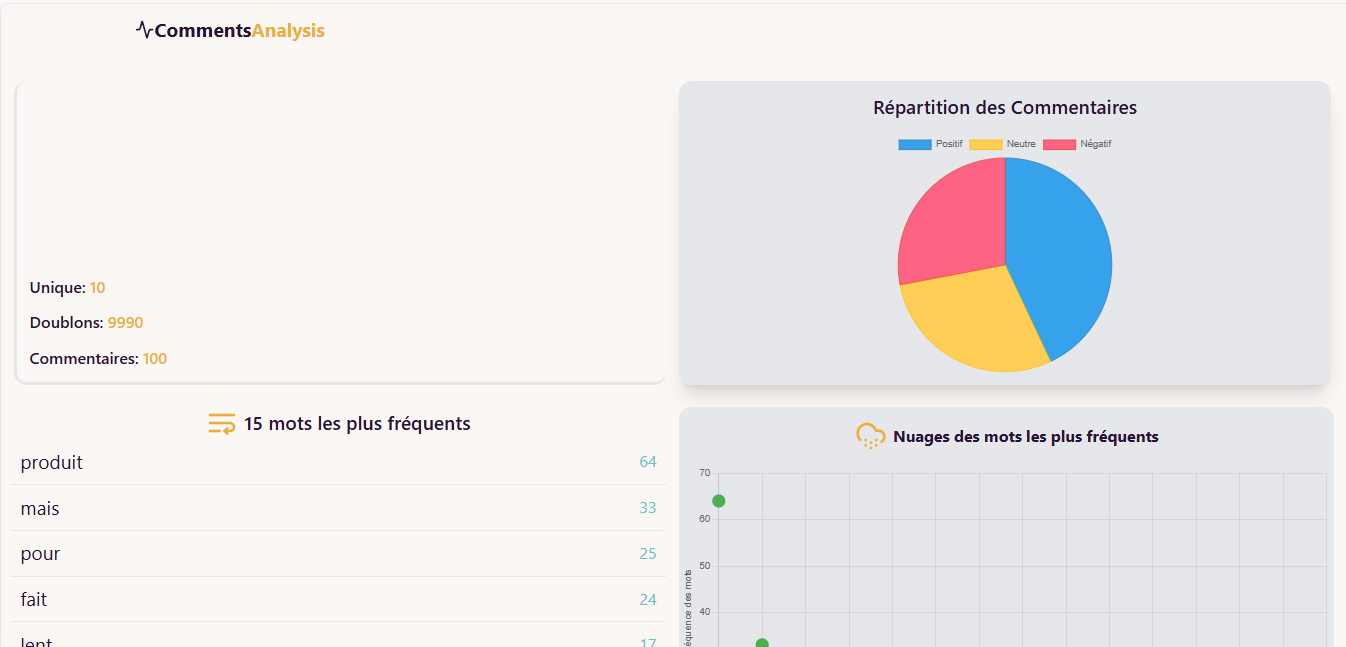 CommentsAnalysis
Unique: 10
Doublons: 9990
Commentaires: 100
Répartition des Commentaires
Positif Neutre Négatif
15 mots les plus fréquents
produit 64
mais 33
pour 25
fait 24
lent 17
Nuages des mots les plus fréquents
70
60
50
40
équence des mots